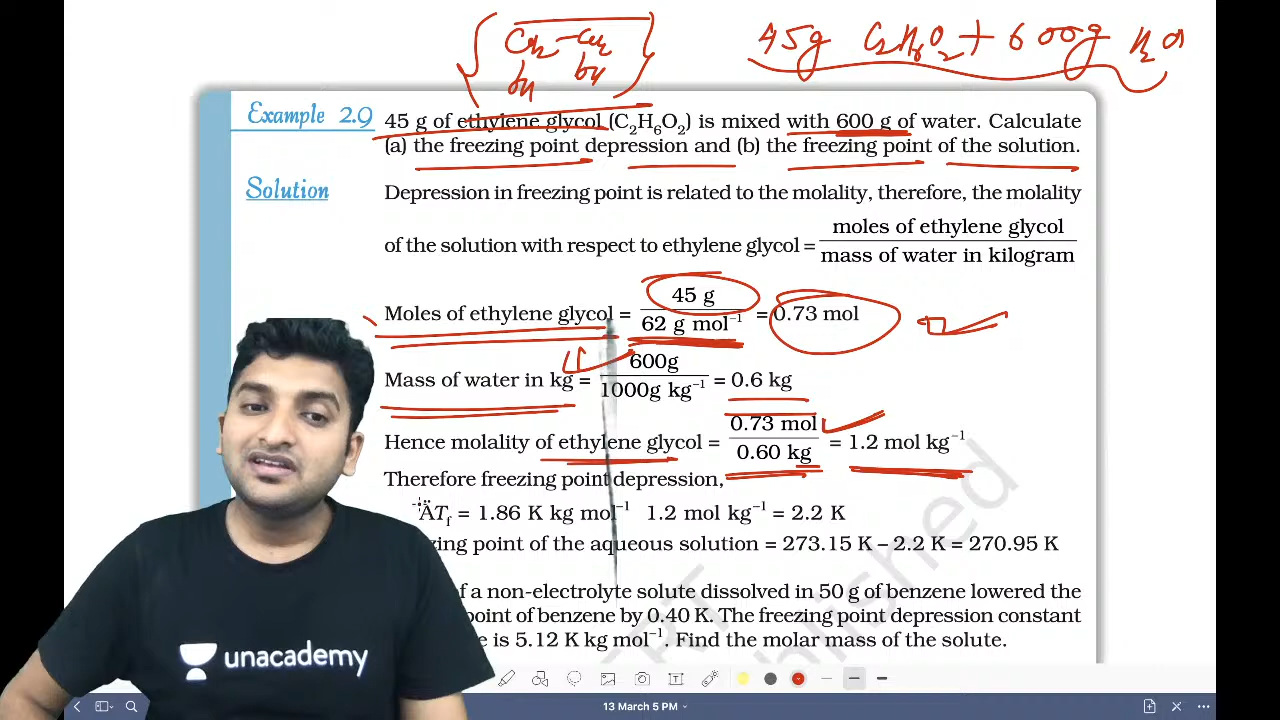 CH2 - CH2
OH OH
45g C2H6O2 + 600g H2O
Example 2.9
45 g of ethylene glycol (C2H6O2) is mixed with 600 g of water. Calculate
(a) the freezing point depression and (b) the freezing point of the solution.
Solution
Depression in freezing point is related to the molality, therefore, the molality
of the solution with respect to ethylene glycol = moles of ethylene glycol / mass of water in kilogram
Moles of ethylene glycol = 45 g / 62 g mol⁻¹ = 0.73 mol
Mass of water in kg = 600g / 1000g kg⁻¹ = 0.6 kg
Hence molality of ethylene glycol = 0.73 mol / 0.60 kg = 1.2 mol kg⁻¹
Therefore freezing point depression,
ΔTf = 1.86 K kg mol⁻¹ 1.2 mol kg⁻¹ = 2.2 K
zing point of the aqueous solution = 273.15 K – 2.2 K = 270.95 K
of a non-electrolyte solute dissolved in 50 g of benzene lowered the
point of benzene by 0.40 K. The freezing point depression constant
e is 5.12 K kg mol⁻¹. Find the molar mass of the solute.
unacademy
13 March 5 PM